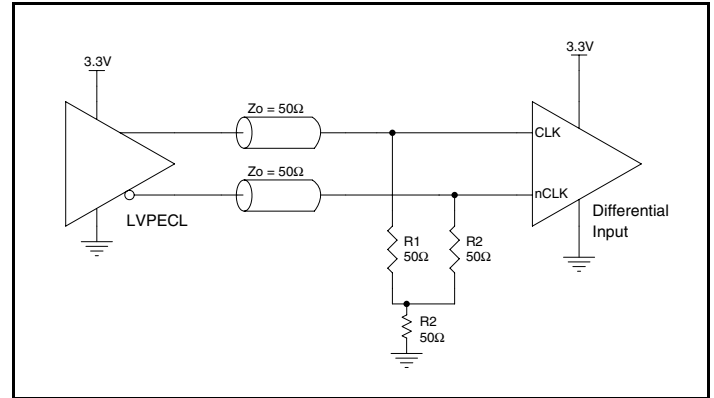 3.3V
3.3V
Zo = 50Ω
CLK
Zo = 50Ω
nCLK
LVPECL
Differential
Input
R1
50Ω
R2
50Ω
R2
50Ω